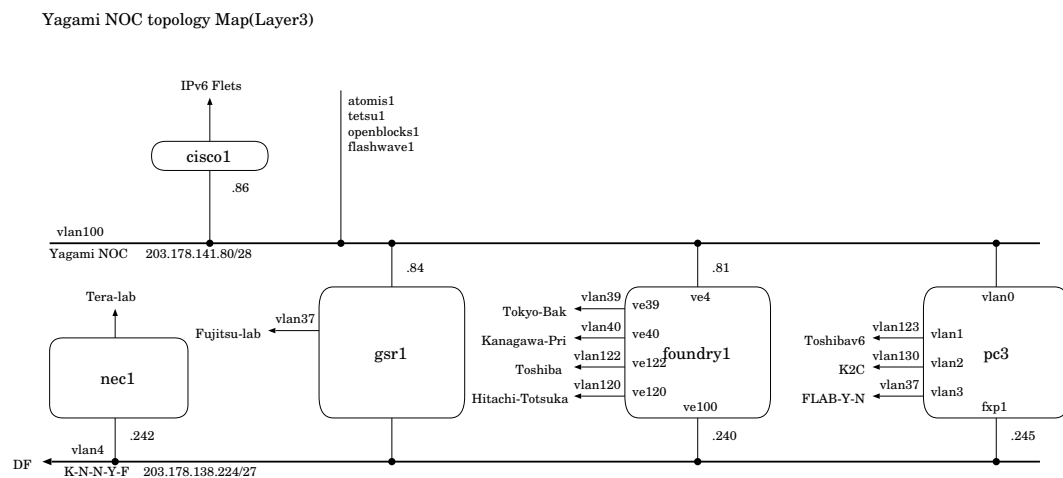 Yagami NOC topology Map(Layer3)
IPv6 Flets
atomis1
tetsu1
openblocks1
flashwave1
cisco1
.86
vlan100
Yagami NOC 203.178.141.80/28
.84
.81
Tera-lab
vlan37
Fujitsu-lab
nec1
gsr1
vlan39
Tokyo-Bak
ve39
ve4
vlan40
Kanagawa-Pri
ve40
foundry1
vlan122
Toshiba
ve122
vlan120
Hitachi-Totsuka
ve120
ve100
vlan0
vlan123
Toshibav6
vlan1
pc3
vlan130
K2C
vlan2
vlan37
FLAB-Y-N
vlan3
fxp1
.242
.240
.245
vlan4
DF
K-N-N-Y-F 203.178.138.224/27